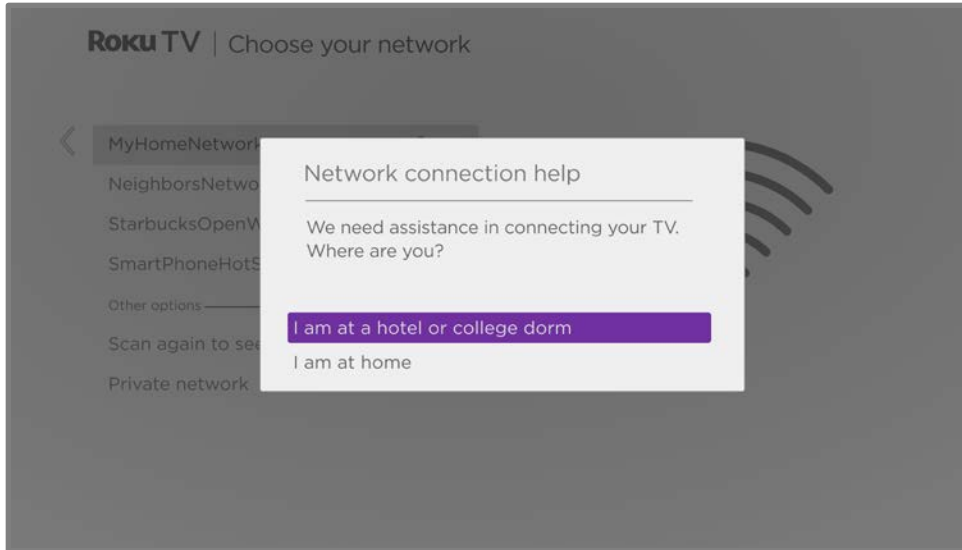 Roku TV | Choose your network
MyHomeNetwork
NeighborsNetwo
StarbucksOpenW
SmartPhoneHotS
Other options
Scan again to see
Private network
Network connection help
We need assistance in connecting your TV.
Where are you?
I am at a hotel or college dorm
I am at home